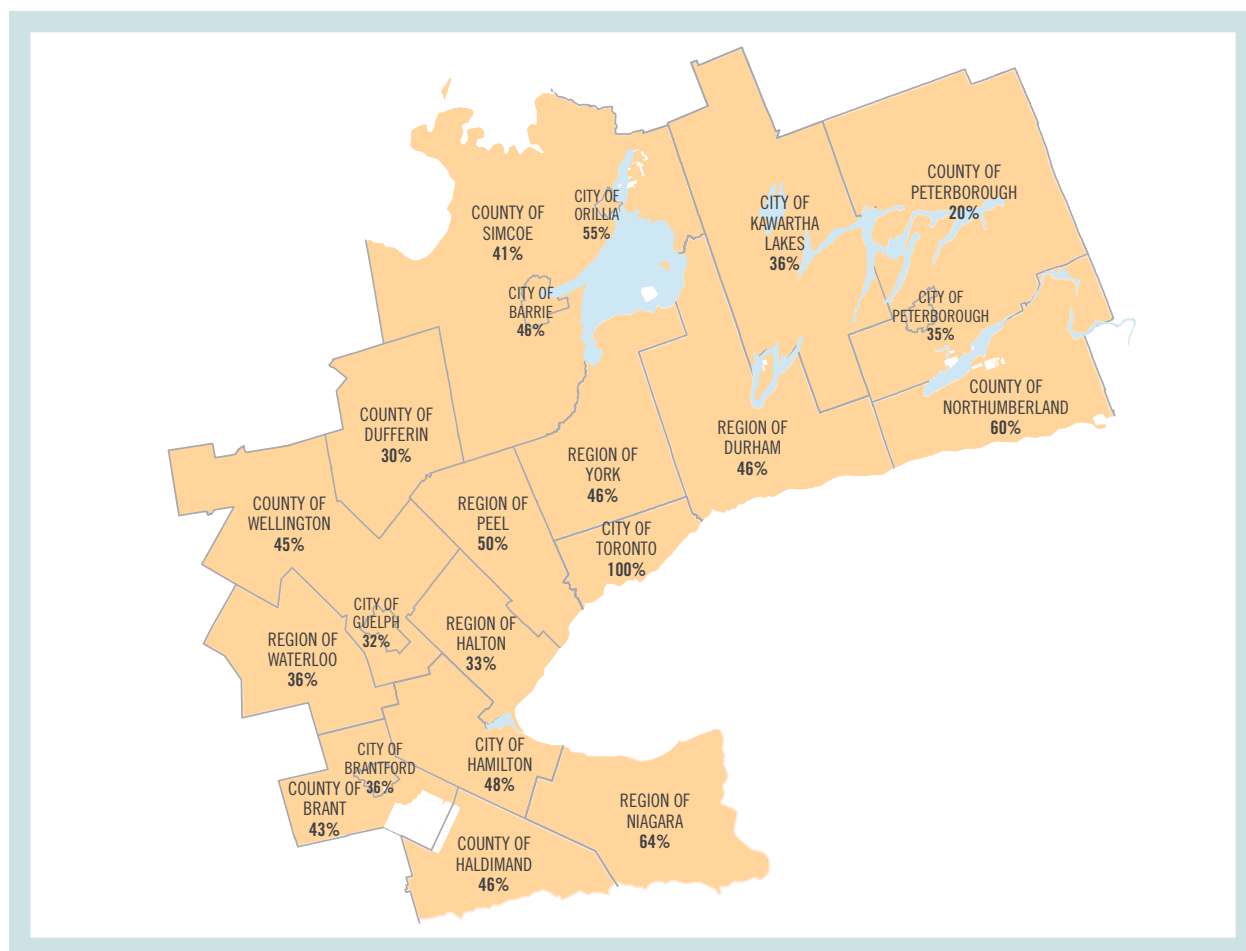 COUNTY OF
PETERBOROUGH
20%
CITY OF
ORILLIA
55%
CITY OF
KAWARTHA
LAKES
36%
COUNTY OF
SIMCOE
41%
CITY OF
BARRIE
46%
CITY OF
PETERBOROUGH
35%
COUNTY OF
NORTHUMBERLAND
60%
COUNTY OF
DUFFERIN
30%
REGION OF
DURHAM
46%
REGION OF
YORK
46%
COUNTY OF
WELLINGTON
45%
REGION OF
PEEL
50%
CITY OF
TORONTO
100%
CITY OF
GUELPH
32%
REGION OF
HALTON
33%
REGION OF
WATERLOO
36%
CITY OF
HAMILTON
48%
CITY OF
BRANTFORD
36%
COUNTY OF
BRANT
43%
REGION OF
NIAGARA
64%
COUNTY OF
HALDIMAND
46%